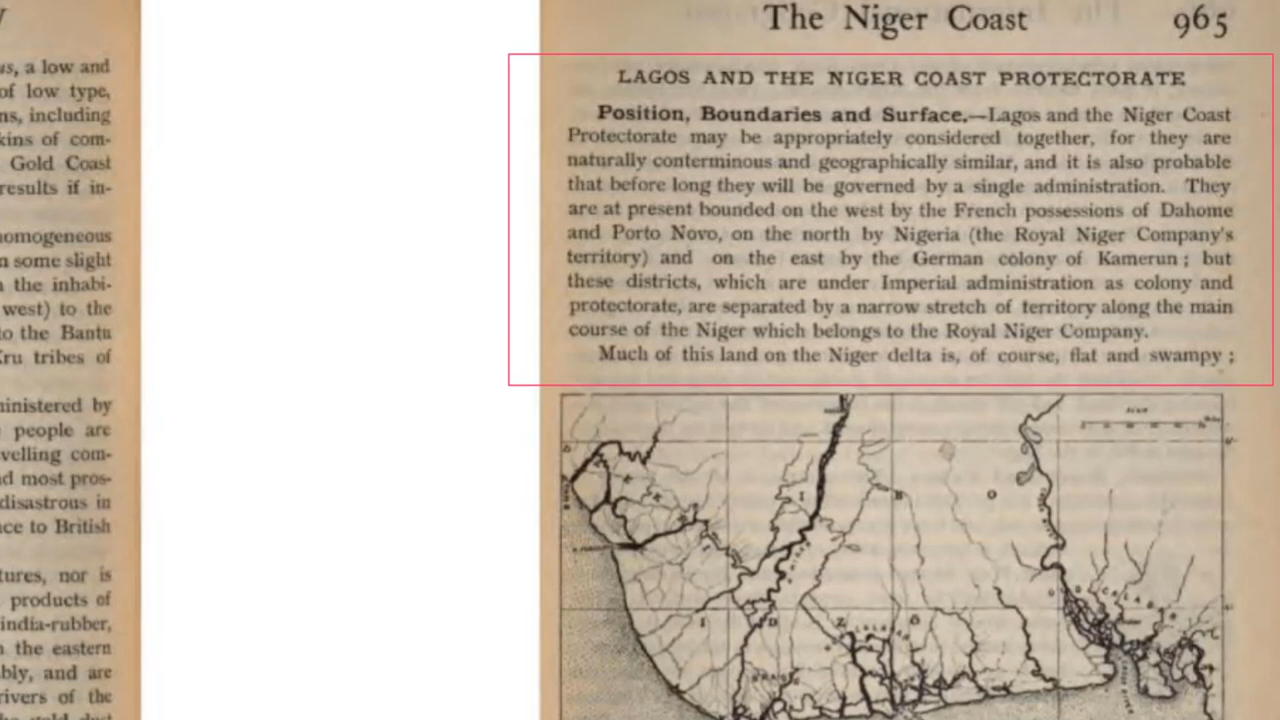 us, a low and
of low type,
ns, including
kins of com-
Gold Coast
results if in-
homogeneous
n some slight
the inhabi-
west) to the
to the Bantu
Kru tribes of
ministered by
people are
velling com-
d most pros-
disastrous in
ce to British
tures, nor is
products of
india-rubber,
the eastern
bly, and are
rivers of the
The Niger Coast 965
LAGOS AND THE NIGER COAST PROTECTORATE
Position, Boundaries and Surface.—Lagos and the Niger Coast
Protectorate may be appropriately considered together, for they are
naturally conterminous and geographically similar, and it is also probable
that before long they will be governed by a single administration. They
are at present bounded on the west by the French possessions of Dahome
and Porto Novo, on the north by Nigeria (the Royal Niger Company's
territory) and on the east by the German colony of Kamerun; but
these districts, which are under Imperial administration as colony and
protectorate, are separated by a narrow stretch of territory along the main
course of the Niger which belongs to the Royal Niger Company.
Much of this land on the Niger delta is, of course, flat and swampy;
I B O
I D Z O